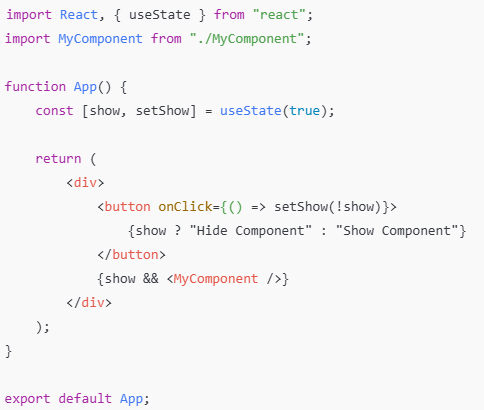 import React, { useState } from "react";
import MyComponent from "./MyComponent";

function App() {
    const [show, setShow] = useState(true);

    return (
        <div>
            <button onClick={() => setShow(!show)}>
                {show ? "Hide Component" : "Show Component"}
            </button>
            {show && <MyComponent />}
        </div>
    );
}

export default App;